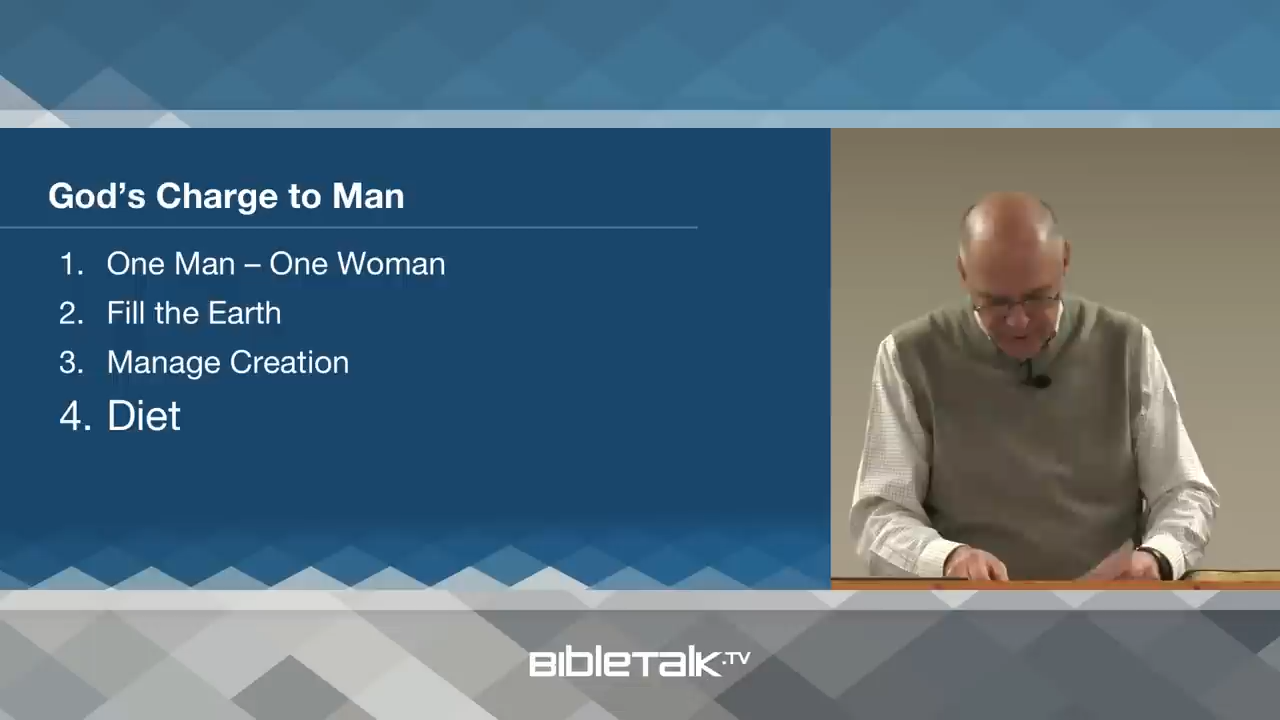 God's Charge to Man
1. One Man – One Woman
2. Fill the Earth
3. Manage Creation
4. Diet
BibleTalk.TV